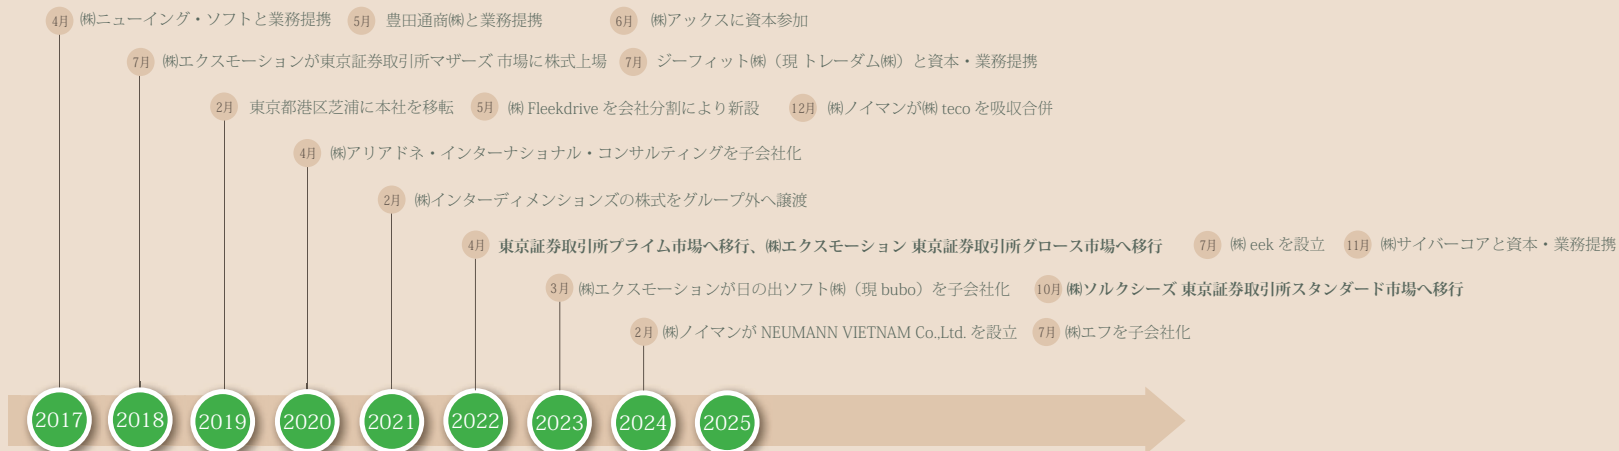 4月 ㈱ニューイング・ソフトと業務提携 5月 豊田通商㈱と業務提携 6月 ㈱アックスに資本参加
7月 ㈱エクスモーションが東京証券取引所マザーズ 市場に株式上場 7月 ジーフィット㈱（現 トレーダム㈱）と資本・業務提携
2月 東京都港区芝浦に本社を移転 5月 ㈱ Fleekdrive を会社分割により新設 12月 ㈱ノイマンが㈱ teco を吸収合併
4月 ㈱アリアドネ・インターナショナル・コンサルティングを子会社化
2月 ㈱インターディメンションズの株式をグループ外へ譲渡
4月 東京証券取引所プライム市場へ移行、㈱エクスモーション 東京証券取引所グロース市場へ移行 7月 ㈱ eek を設立 11月 ㈱サイバーコアと資本・業務提携
3月 ㈱エクスモーションが日の出ソフト㈱（現 bubo）を子会社化 10月 ㈱ソルクシーズ 東京証券取引所スタンダード市場へ移行
2月 ㈱ノイマンが NEUMANN VIETNAM Co.,Ltd. を設立 7月 ㈱エフを子会社化
2017 2018 2019 2020 2021 2022 2023 2024 2025